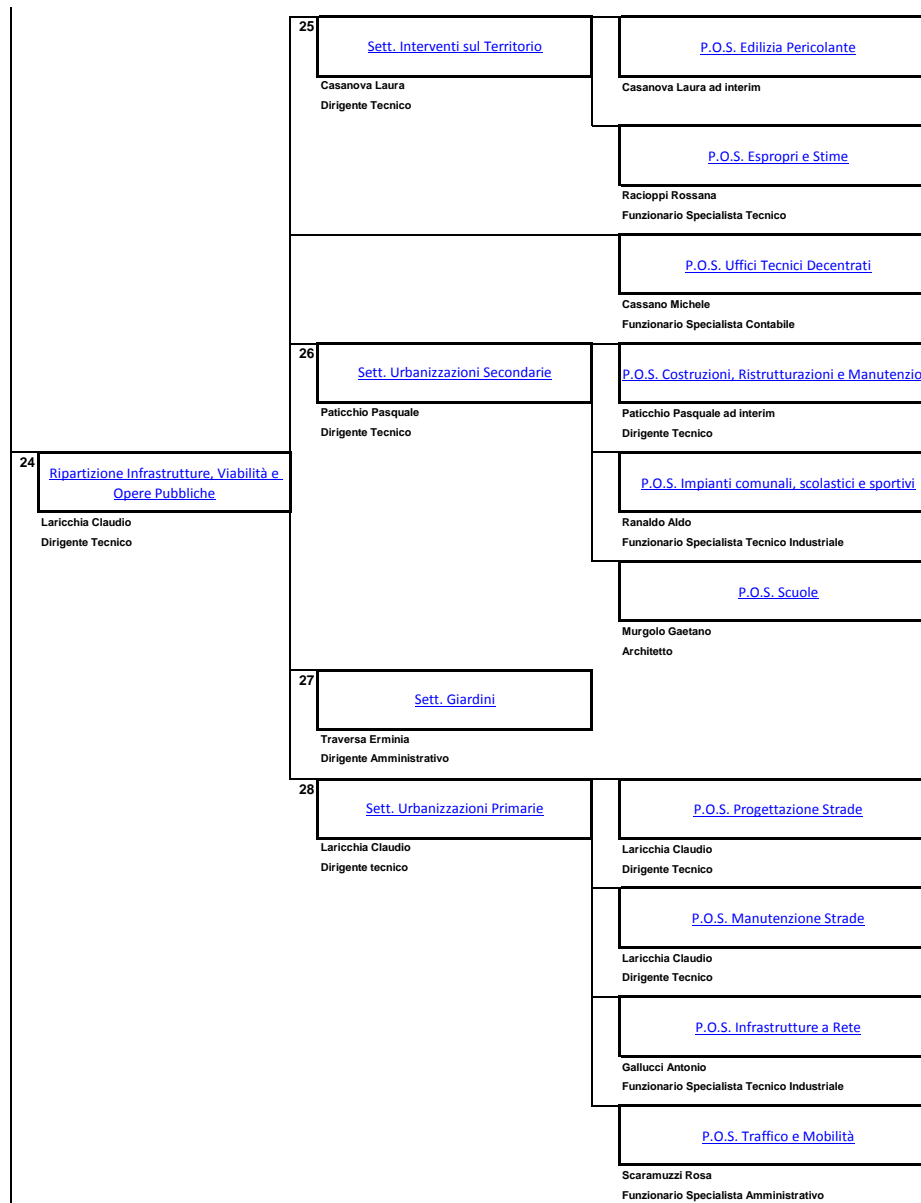 25
Sett. Interventi sul Territorio
Casanova Laura
Dirigente Tecnico
P.O.S. Edilizia Pericolante
Casanova Laura ad interim
P.O.S. Espropri e Stime
Racioppi Rossana
Funzionario Specialista Tecnico
P.O.S. Uffici Tecnici Decentrati
Cassano Michele
Funzionario Specialista Contabile
26
Sett. Urbanizzazioni Secondarie
Paticchio Pasquale
Dirigente Tecnico
P.O.S. Costruzioni, Ristrutturazioni e Manutenzio
Paticchio Pasquale ad interim
Dirigente Tecnico
24
Ripartizione Infrastrutture, Viabilità e
Opere Pubbliche
Laricchia Claudio
Dirigente Tecnico
P.O.S. Impianti comunali, scolastici e sportivi
Ranaldo Aldo
Funzionario Specialista Tecnico Industriale
P.O.S. Scuole
Murgolo Gaetano
Architetto
27
Sett. Giardini
Traversa Erminia
Dirigente Amministrativo
28
Sett. Urbanizzazioni Primarie
Laricchia Claudio
Dirigente tecnico
P.O.S. Progettazione Strade
Laricchia Claudio
Dirigente Tecnico
P.O.S. Manutenzione Strade
Laricchia Claudio
Dirigente Tecnico
P.O.S. Infrastrutture a Rete
Gallucci Antonio
Funzionario Specialista Tecnico Industriale
P.O.S. Traffico e Mobilità
Scaramuzzi Rosa
Funzionario Specialista Amministrativo